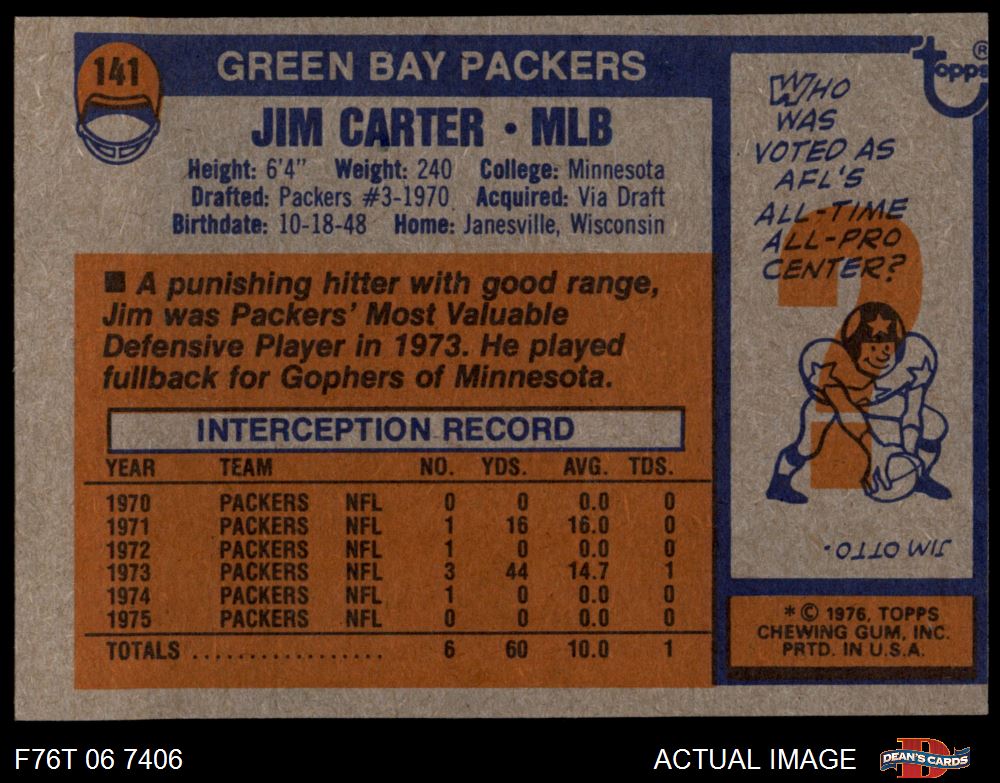 141
GREEN BAY PACKERS
JIM CARTER · MLB
Height: 6'4" Weight: 240 College: Minnesota
Drafted: Packers #3-1970 Acquired: Via Draft
Birthdate: 10-18-48 Home: Janesville, Wisconsin
■ A punishing hitter with good range,
Jim was Packers' Most Valuable
Defensive Player in 1973. He played
fullback for Gophers of Minnesota.
INTERCEPTION RECORD
YEAR TEAM NO. YDS. AVG. TDS.
1970 PACKERS NFL 0 0 0.0 0
1971 PACKERS NFL 1 16 16.0 0
1972 PACKERS NFL 1 0 0.0 0
1973 PACKERS NFL 3 44 14.7 1
1974 PACKERS NFL 1 0 0.0 0
1975 PACKERS NFL 0 0 0.0 0
TOTALS .................. 6 60 10.0 1
Topps ®
WHO
WAS
VOTED AS
AFL'S
ALL-TIME
ALL-PRO
CENTER?
?
JIM OTTO.
* © 1976, TOPPS
CHEWING GUM, INC.
PRTD. IN U.S.A.
F76T 06 7406
ACTUAL IMAGE
D
DEAN'S CARDS